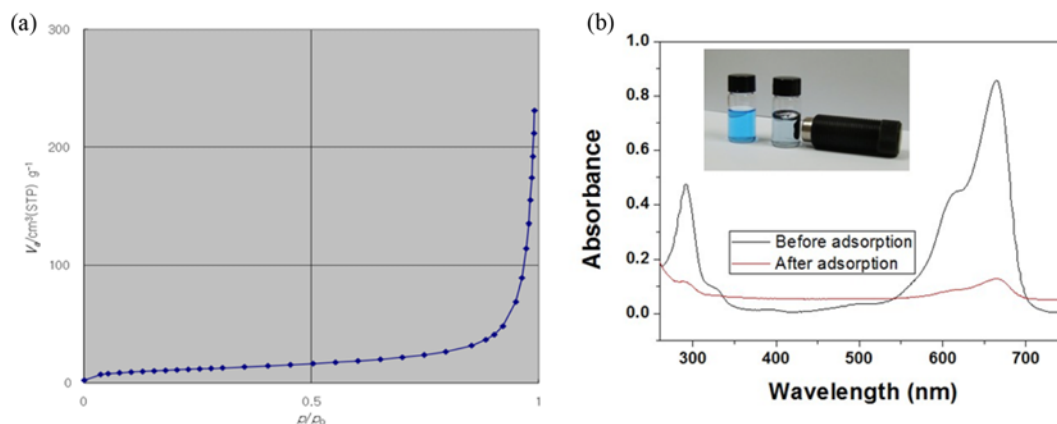 (a)
300
200
100
0
Va/cm³(STP) g⁻¹
0
0.5
1
p/p0
(b)
1.0
0.8
0.6
0.4
0.2
0.0
Absorbance
Before adsorption
After adsorption
300
400
500
600
700
Wavelength (nm)